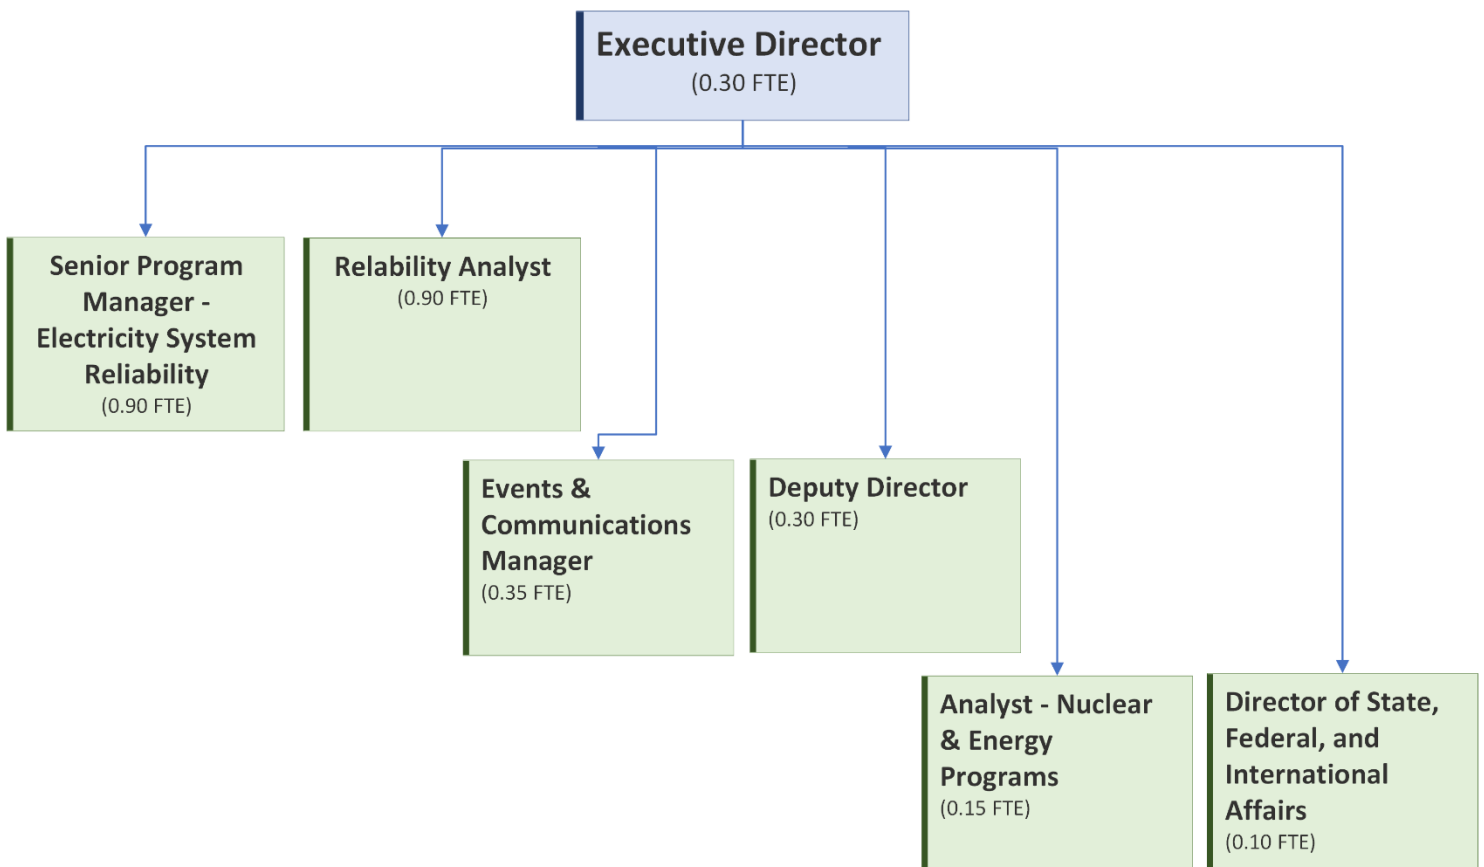 Executive Director
(0.30 FTE)
Senior Program
Manager -
Electricity System
Reliability
(0.90 FTE)
Relability Analyst
(0.90 FTE)
Events &
Communications
Manager
(0.35 FTE)
Deputy Director
(0.30 FTE)
Analyst - Nuclear
& Energy
Programs
(0.15 FTE)
Director of State,
Federal, and
International
Affairs
(0.10 FTE)